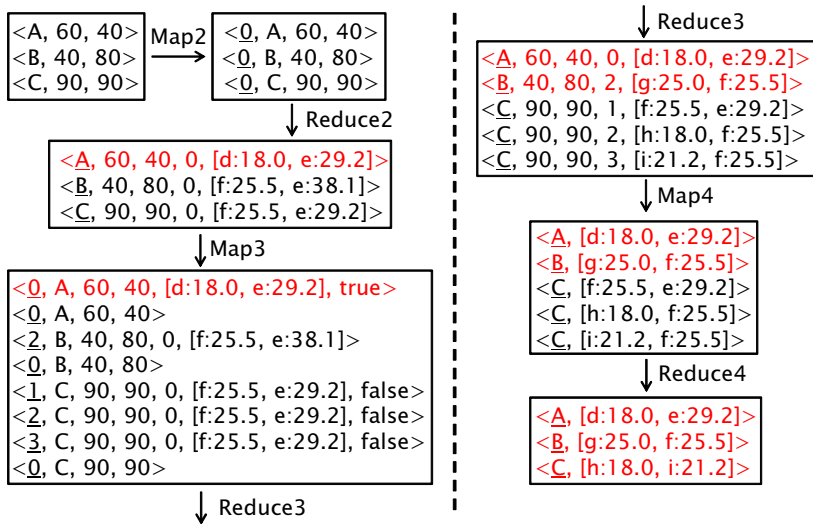 <A, 60, 40>
<B, 40, 80>
<C, 90, 90>
Map2
<0, A, 60, 40>
<0, B, 40, 80>
<0, C, 90, 90>
Reduce2
<A, 60, 40, 0, [d:18.0, e:29.2]>
<B, 40, 80, 0, [f:25.5, e:38.1]>
<C, 90, 90, 0, [f:25.5, e:29.2]>
Map3
<0, A, 60, 40, [d:18.0, e:29.2], true>
<0, A, 60, 40>
<2, B, 40, 80, 0, [f:25.5, e:38.1]>
<0, B, 40, 80>
<1, C, 90, 90, 0, [f:25.5, e:29.2], false>
<2, C, 90, 90, 0, [f:25.5, e:29.2], false>
<3, C, 90, 90, 0, [f:25.5, e:29.2], false>
<0, C, 90, 90>
Reduce3
Reduce3
<A, 60, 40, 0, [d:18.0, e:29.2]>
<B, 40, 80, 2, [g:25.0, f:25.5]>
<C, 90, 90, 1, [f:25.5, e:29.2]>
<C, 90, 90, 2, [h:18.0, f:25.5]>
<C, 90, 90, 3, [i:21.2, f:25.5]>
Map4
<A, [d:18.0, e:29.2]>
<B, [g:25.0, f:25.5]>
<C, [f:25.5, e:29.2]>
<C, [h:18.0, f:25.5]>
<C, [i:21.2, f:25.5]>
Reduce4
<A, [d:18.0, e:29.2]>
<B, [g:25.0, f:25.5]>
<C, [h:18.0, i:21.2]>